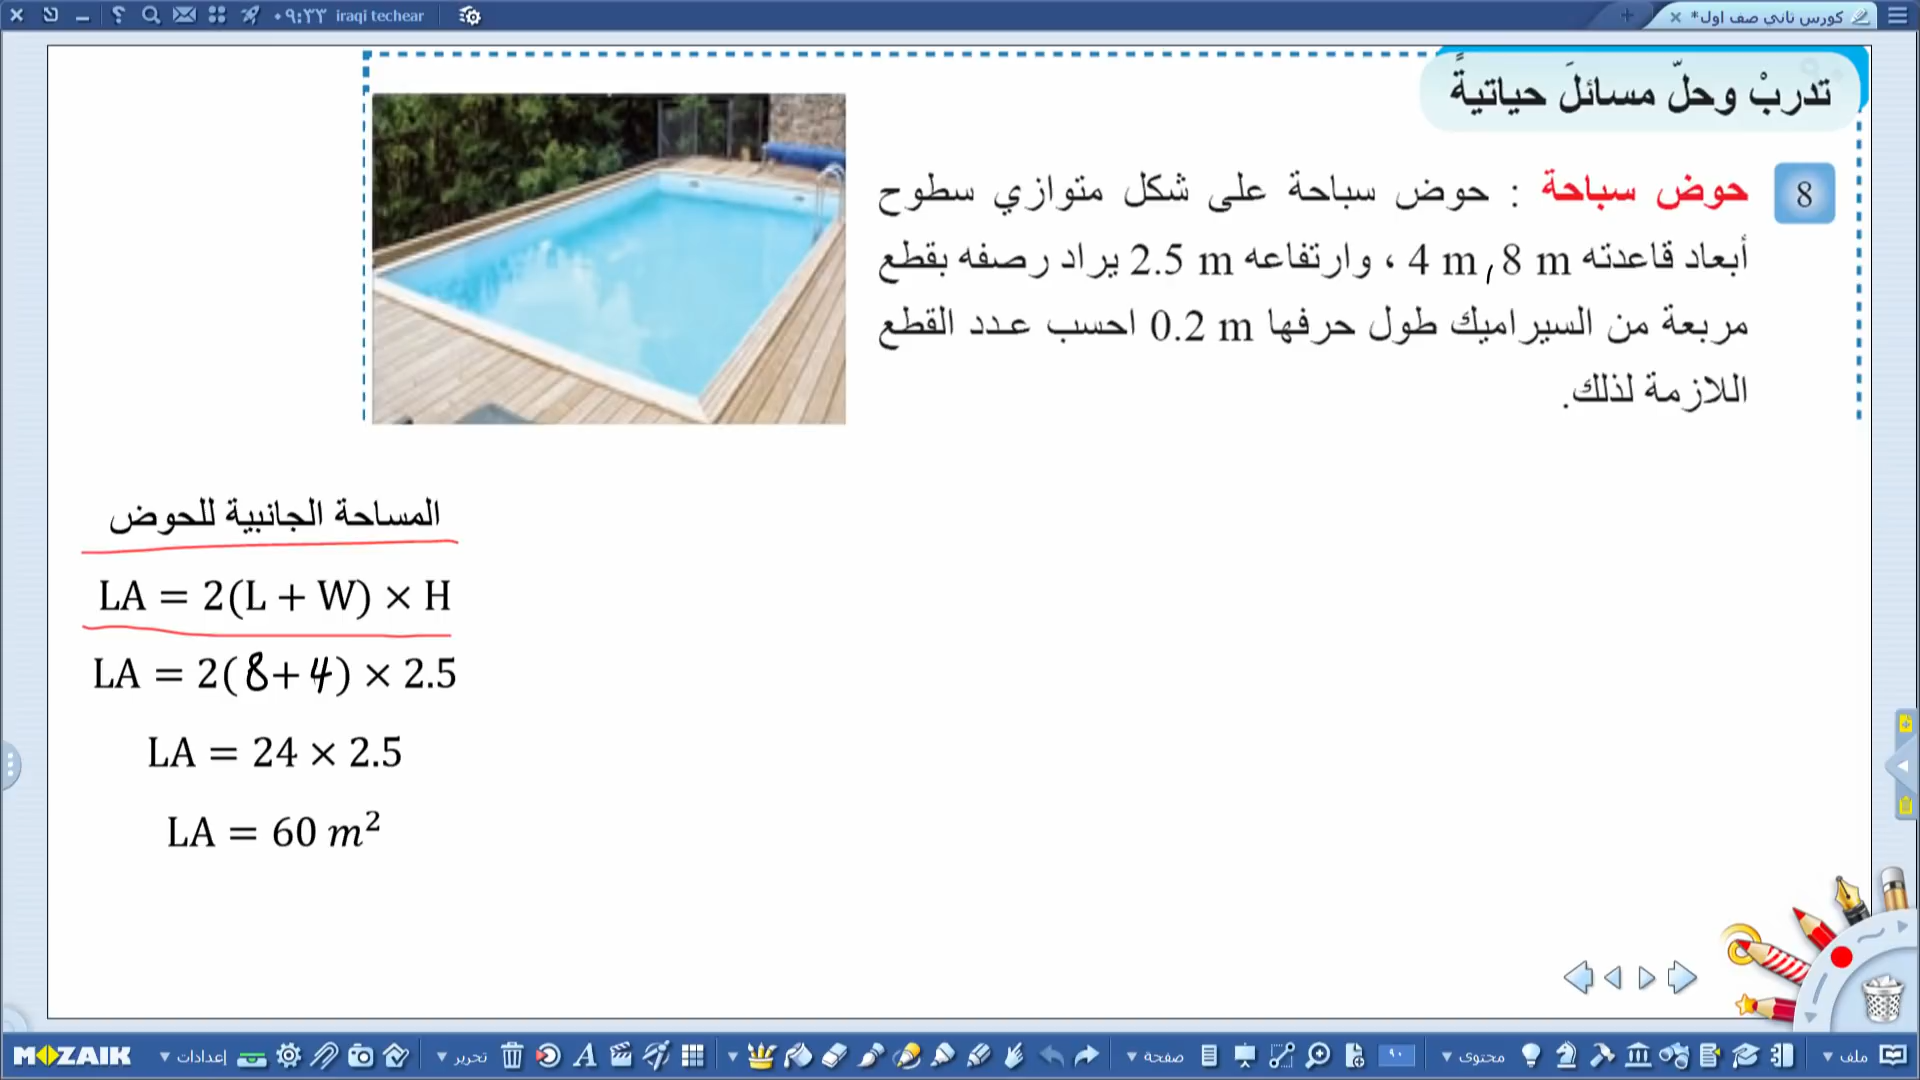 ٠٩:٣٣ iraqi techear
كورس ثاني صف اول*
تدربْ وحلّ مسائلَ حياتيةً
8
حوض سباحة : حوض سباحة على شكل متوازي سطوح
أبعاد قاعدته 4 m , 8 m ، وارتفاعه 2.5 m يراد رصفه بقطع
مربعة من السيراميك طول حرفها 0.2 m احسب عدد القطع
اللازمة لذلك.
المساحة الجانبية للحوض
LA = 2(L + W) × H
LA = 2(8+4) × 2.5
LA = 24 × 2.5
LA = 60 m²
MOZAIK إعدادات تحرير صفحة ٩٠ محتوى ملف